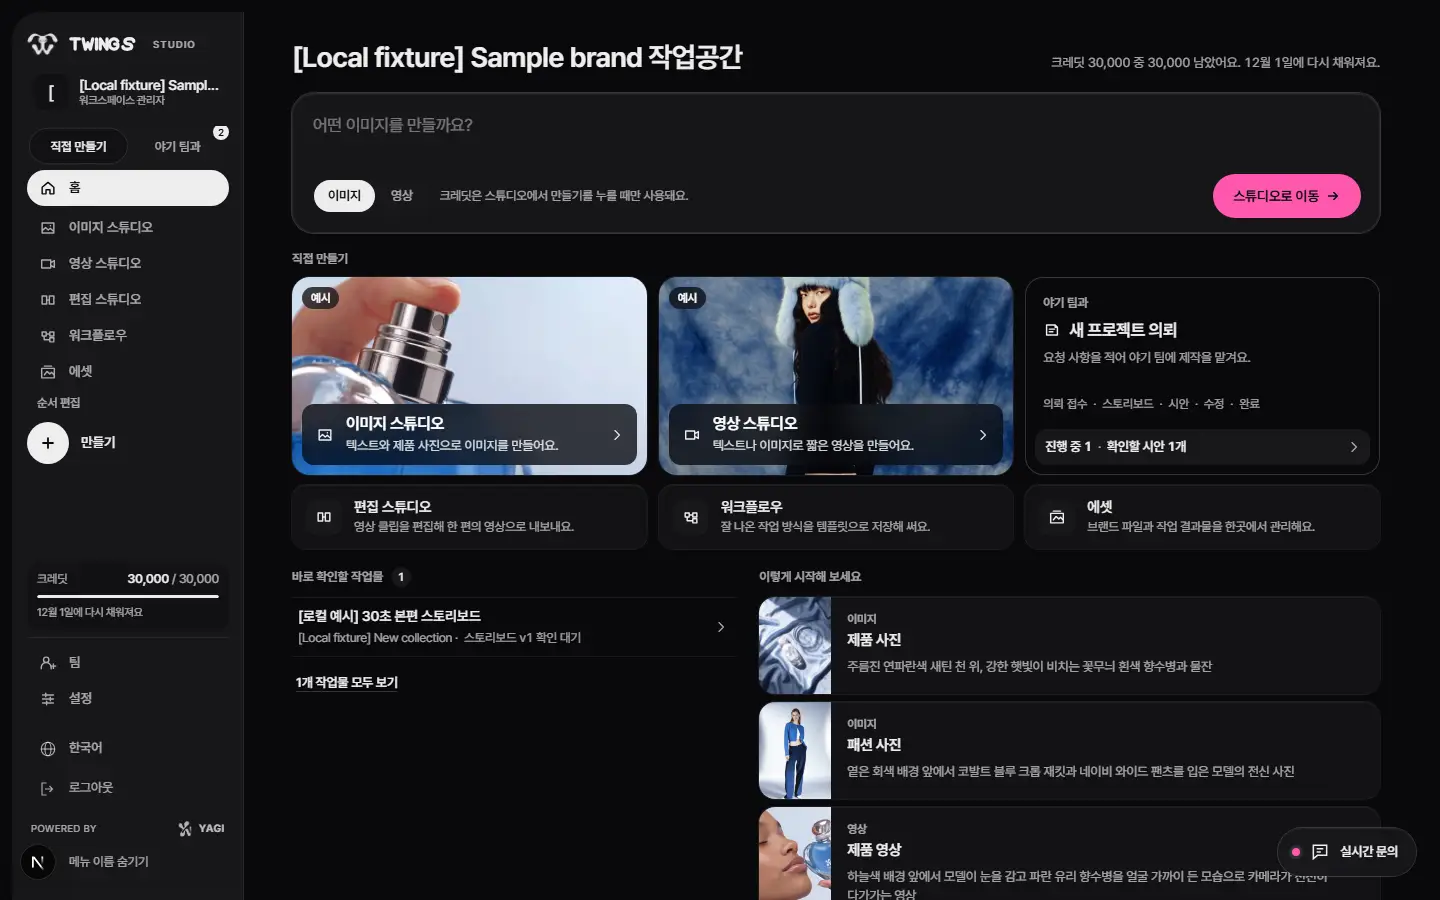 TWINGS STUDIO
[ [Local fixture] Sampl...
워크스페이스 관리자
직접 만들기
야기 팀과
2
홈
이미지 스튜디오
영상 스튜디오
편집 스튜디오
워크플로우
에셋
순서 편집
만들기
크레딧 30,000 / 30,000
12월 1일에 다시 채워져요
팀
설정
한국어
로그아웃
POWERED BY YAGI
N 메뉴 이름 숨기기
[Local fixture] Sample brand 작업공간
크레딧 30,000 중 30,000 남았어요. 12월 1일에 다시 채워져요.
어떤 이미지를 만들까요?
이미지 영상 크레딧은 스튜디오에서 만들기를 누를 때만 사용돼요.
스튜디오로 이동 →
직접 만들기
예시
이미지 스튜디오
텍스트와 제품 사진으로 이미지를 만들어요.
예시
영상 스튜디오
텍스트나 이미지로 짧은 영상을 만들어요.
야기 팀과
새 프로젝트 의뢰
요청 사항을 적어 야기 팀에 제작을 맡겨요.
의뢰 접수 · 스토리보드 · 시안 · 수정 · 완료
진행 중 1 · 확인할 시안 1개
편집 스튜디오
영상 클립을 편집해 한 편의 영상으로 내보내요.
워크플로우
잘 나온 작업 방식을 템플릿으로 저장해 써요.
에셋
브랜드 파일과 작업 결과물을 한곳에서 관리해요.
바로 확인할 작업물 1
[로컬 예시] 30초 본편 스토리보드
[Local fixture] New collection · 스토리보드 v1 확인 대기
1개 작업물 모두 보기
이렇게 시작해 보세요
이미지
제품 사진
주름진 연파란색 새틴 천 위, 강한 햇빛이 비치는 꽃무늬 흰색 향수병과 물잔
이미지
패션 사진
옅은 회색 배경 앞에서 코발트 블루 크롭 재킷과 네이비 와이드 팬츠를 입은 모델의 전신 사진
영상
제품 영상
하늘색 배경 앞에서 모델이 눈을 감고 파란 유리 향수병을 얼굴 가까이 든 모습으로 카메라가 천천히
다가가는 영상
실시간 문의